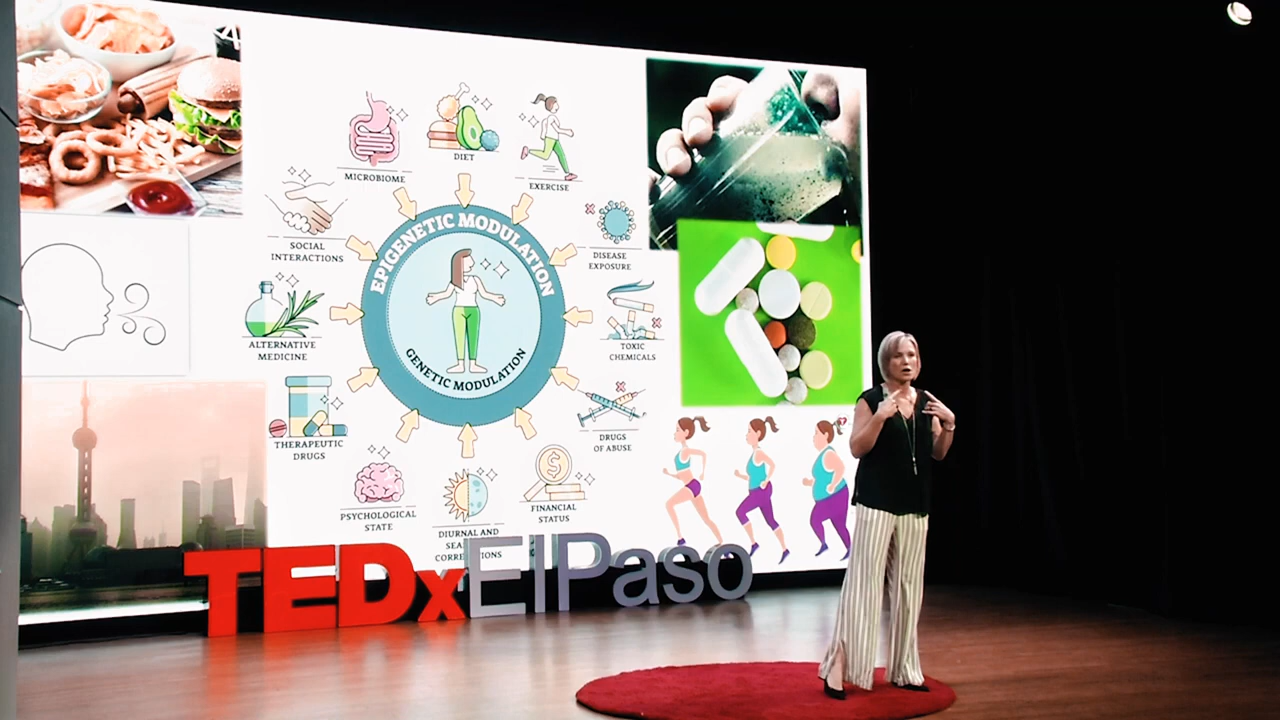 DIET
MICROBIOME
EXERCISE
SOCIAL
INTERACTIONS
DISEASE
EXPOSURE
EPIGENETIC MODULATION
GENETIC MODULATION
ALTERNATIVE
MEDICINE
TOXIC
CHEMICALS
THERAPEUTIC
DRUGS
DRUGS
OF ABUSE
PSYCHOLOGICAL
STATE
DIURNAL AND
FINANCIAL
STATUS
TEDxElPaso